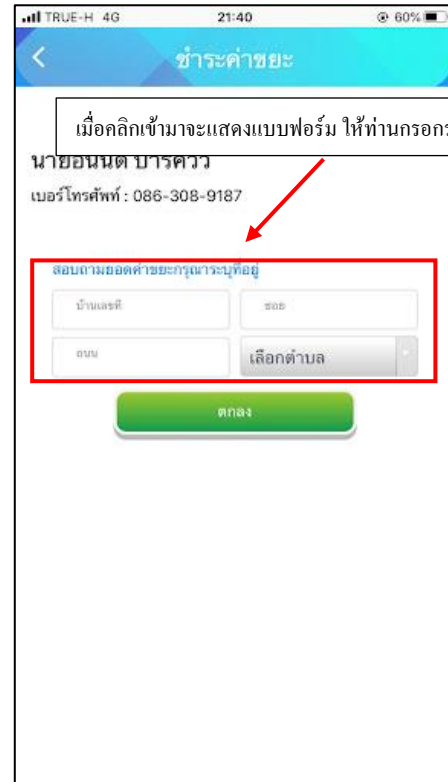 TRUE-H 4G 21:40 60%
ชำระค่าขยะ
เมื่อคลิกเข้ามาจะแสดงแบบฟอร์ม ให้ท่านกรอก
เบอร์โทรศัพท์ : 086-308-9187
สอบถามยอดค่าขยะกรุณาระบุที่อยู่
บ้านเลขที่ ซอย
ถนน เลือกตำบล
ตกลง